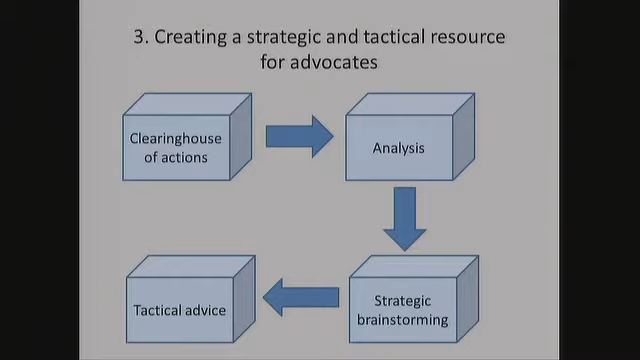 3. Creating a strategic and tactical resource
for advocates
Clearinghouse
of actions
Analysis
Strategic
brainstorming
Tactical advice